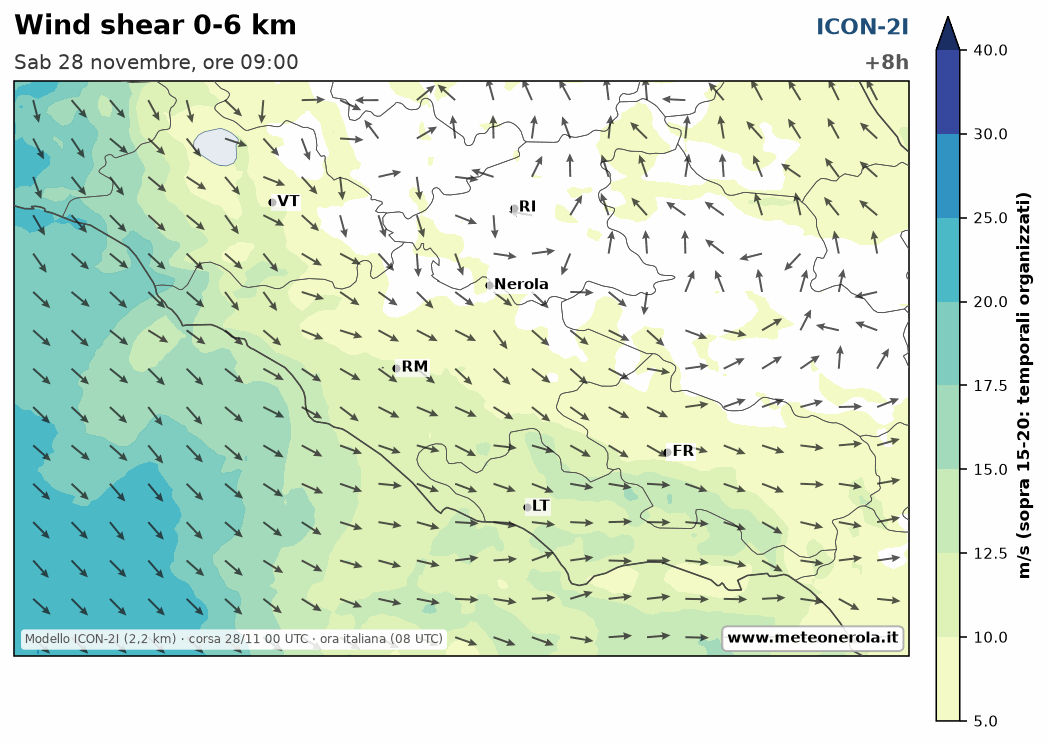 Wind shear 0-6 km
ICON-2I
Sab 28 novembre, ore 09:00
+8h
VT
RI
Nerola
RM
FR
LT
Modello ICON-2I (2,2 km) · corsa 28/11 00 UTC · ora italiana (08 UTC)
www.meteonerola.it
40.0
30.0
25.0
20.0
17.5
15.0
12.5
10.0
5.0
m/s (sopra 15-20: temporali organizzati)